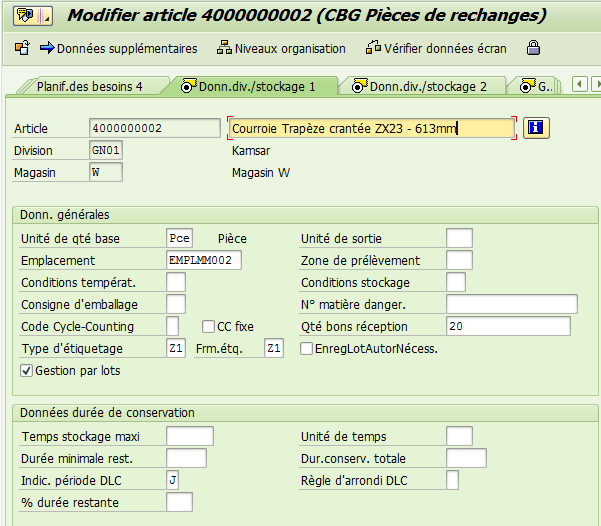 Modifier article 4000000002 (CBG Pièces de rechanges)
Données supplémentaires Niveaux organisation Vérifier données écran
Planif.des besoins 4 Donn.div./stockage 1 Donn.div./stockage 2 G..
Article 4000000002 Courroie Trapèze crantée ZX23 - 613mm
Division GN01 Kamsar
Magasin W Magasin W
Donn. générales
Unité de qté base Pce Pièce Unité de sortie
Emplacement EMPLMM002 Zone de prélèvement
Conditions températ. Conditions stockage
Consigne d'emballage N° matière danger.
Code Cycle-Counting CC fixe Qté bons réception 20
Type d'étiquetage Z1 Frm.étq. Z1 EnregLotAutorNécess.
Gestion par lots
Données durée de conservation
Temps stockage maxi Unité de temps
Durée minimale rest. Dur.conserv. totale
Indic. période DLC J Règle d'arrondi DLC
% durée restante